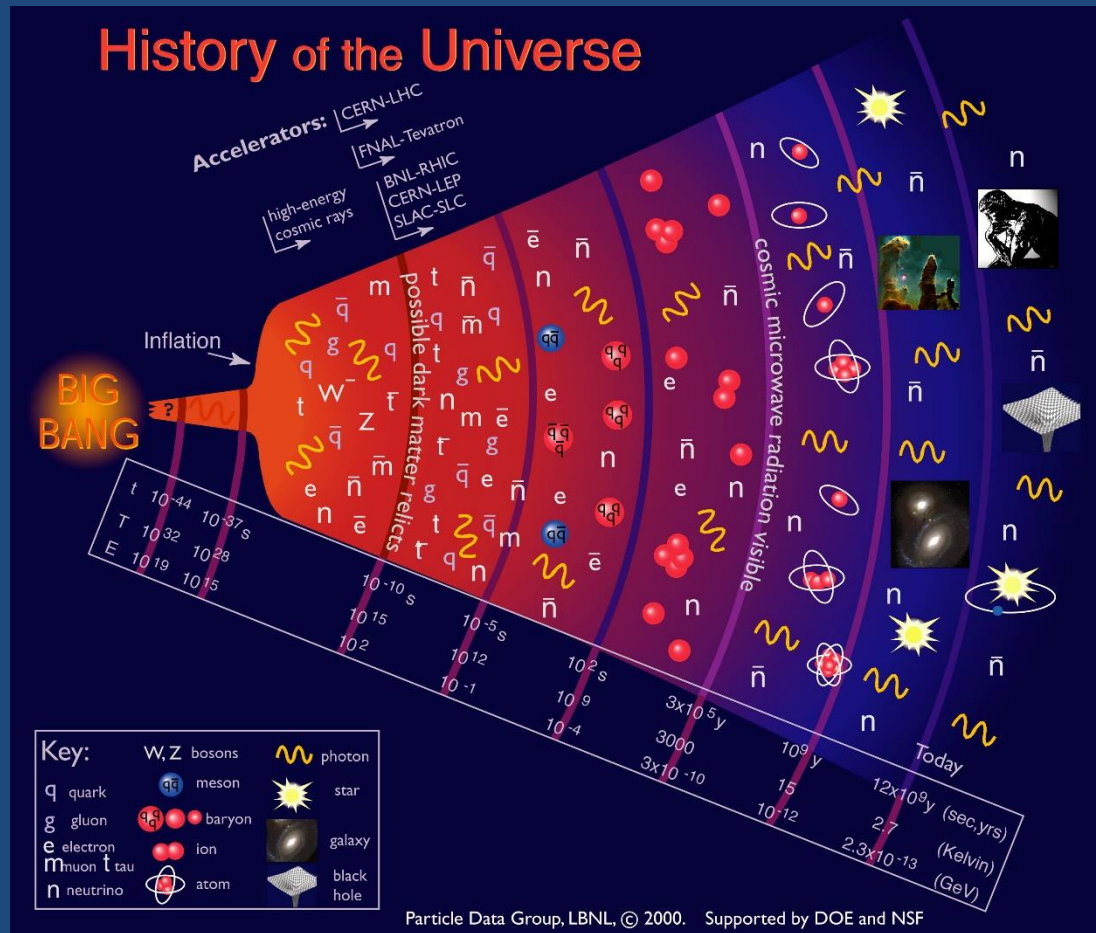 History of the Universe
Accelerators:
CERN-LHC
FNAL-Tevatron
BNL-RHIC
CERN-LEP
SLAC-SLC
high-energy
cosmic rays
Inflation
BIG
BANG
?
possible dark matter relicts
cosmic microwave radiation visible
t 10⁻⁴⁴ 10⁻³⁷ s 10⁻¹⁰ s 10⁻⁵ s 10² s 3x10⁵ y 10⁹ y 12x10⁹ y (sec,yrs)
T 10³² 10²⁸ 10¹⁵ 10¹² 10⁹ 3000 15 2.7 (Kelvin)
E 10¹⁹ 10¹⁵ 10² 10⁻¹ 10⁻⁴ 3x10⁻¹⁰ 10⁻¹² 2.3x10⁻¹³ (GeV)
Today
Key:
q quark
g gluon
e electron
m muon t tau
n neutrino
W, Z bosons
qq̄ meson
qqq baryon
ion
atom
photon
star
galaxy
black
hole
Particle Data Group, LBNL, © 2000. Supported by DOE and NSF